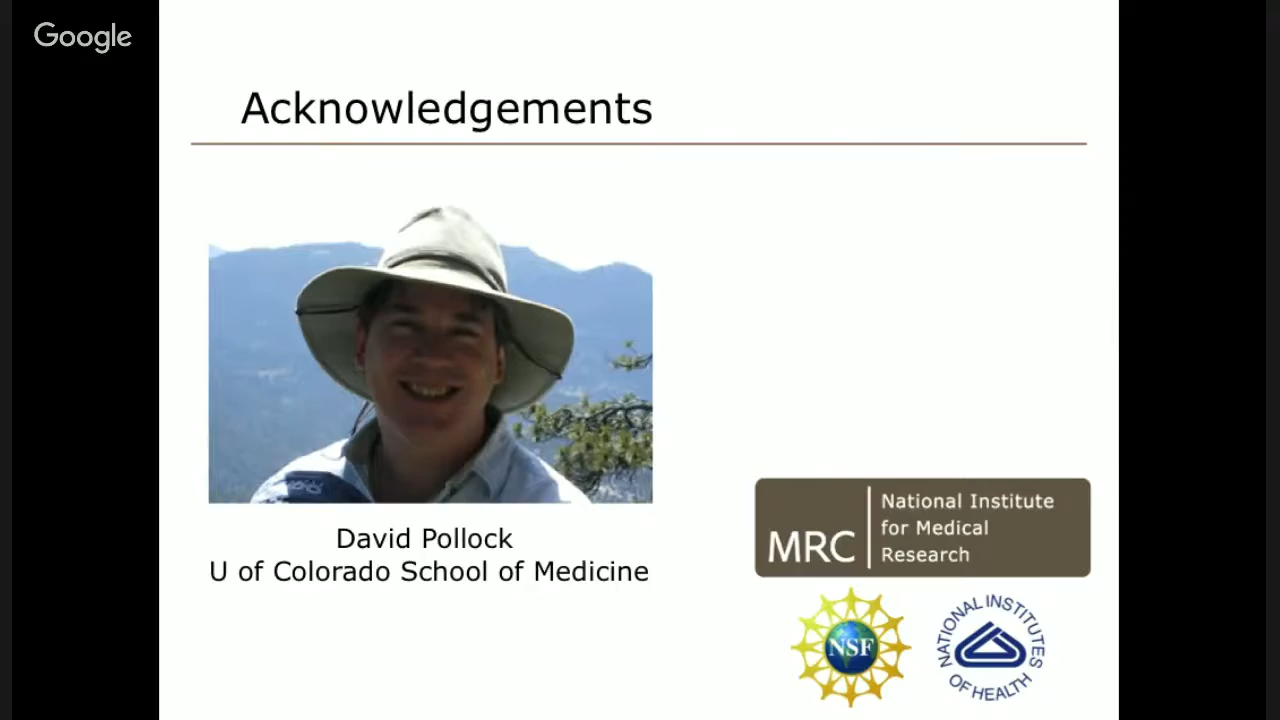 Google
Acknowledgements
David Pollock
U of Colorado School of Medicine
MRC
National Institute
for Medical
Research
NSF
NATIONAL INSTITUTES
OF HEALTH